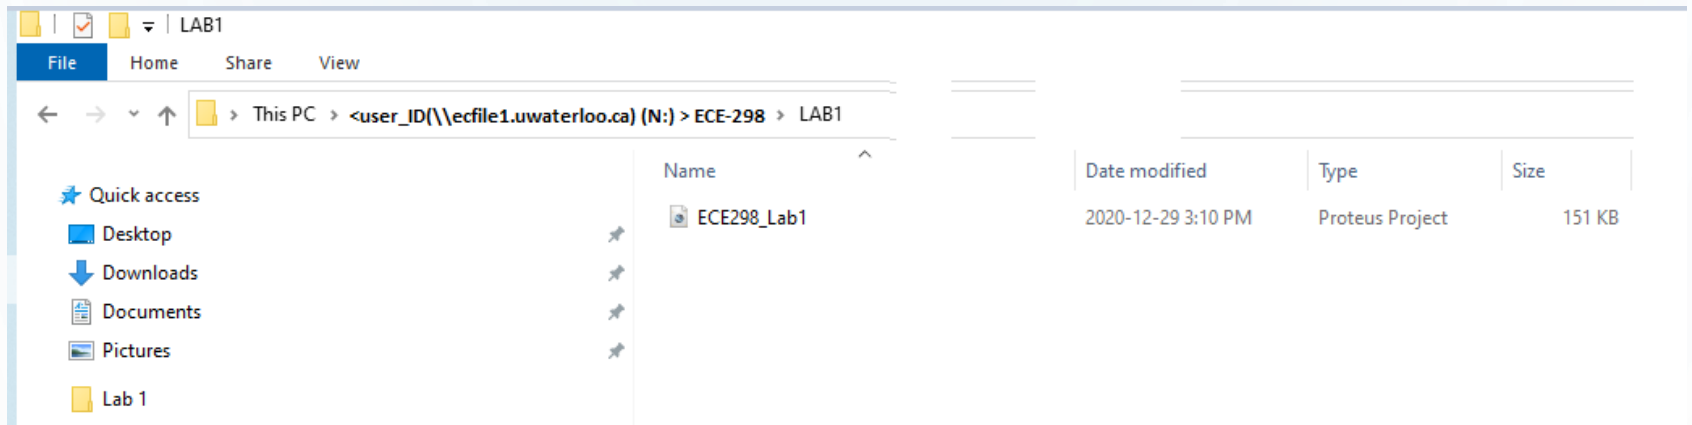 LAB1
File Home Share View
This PC > <user_ID(\\ecfile1.uwaterloo.ca) (N:) > ECE-298 > LAB1
Name Date modified Type Size
Quick access
ECE298_Lab1 2020-12-29 3:10 PM Proteus Project 151 KB
Desktop
Downloads
Documents
Pictures
Lab 1